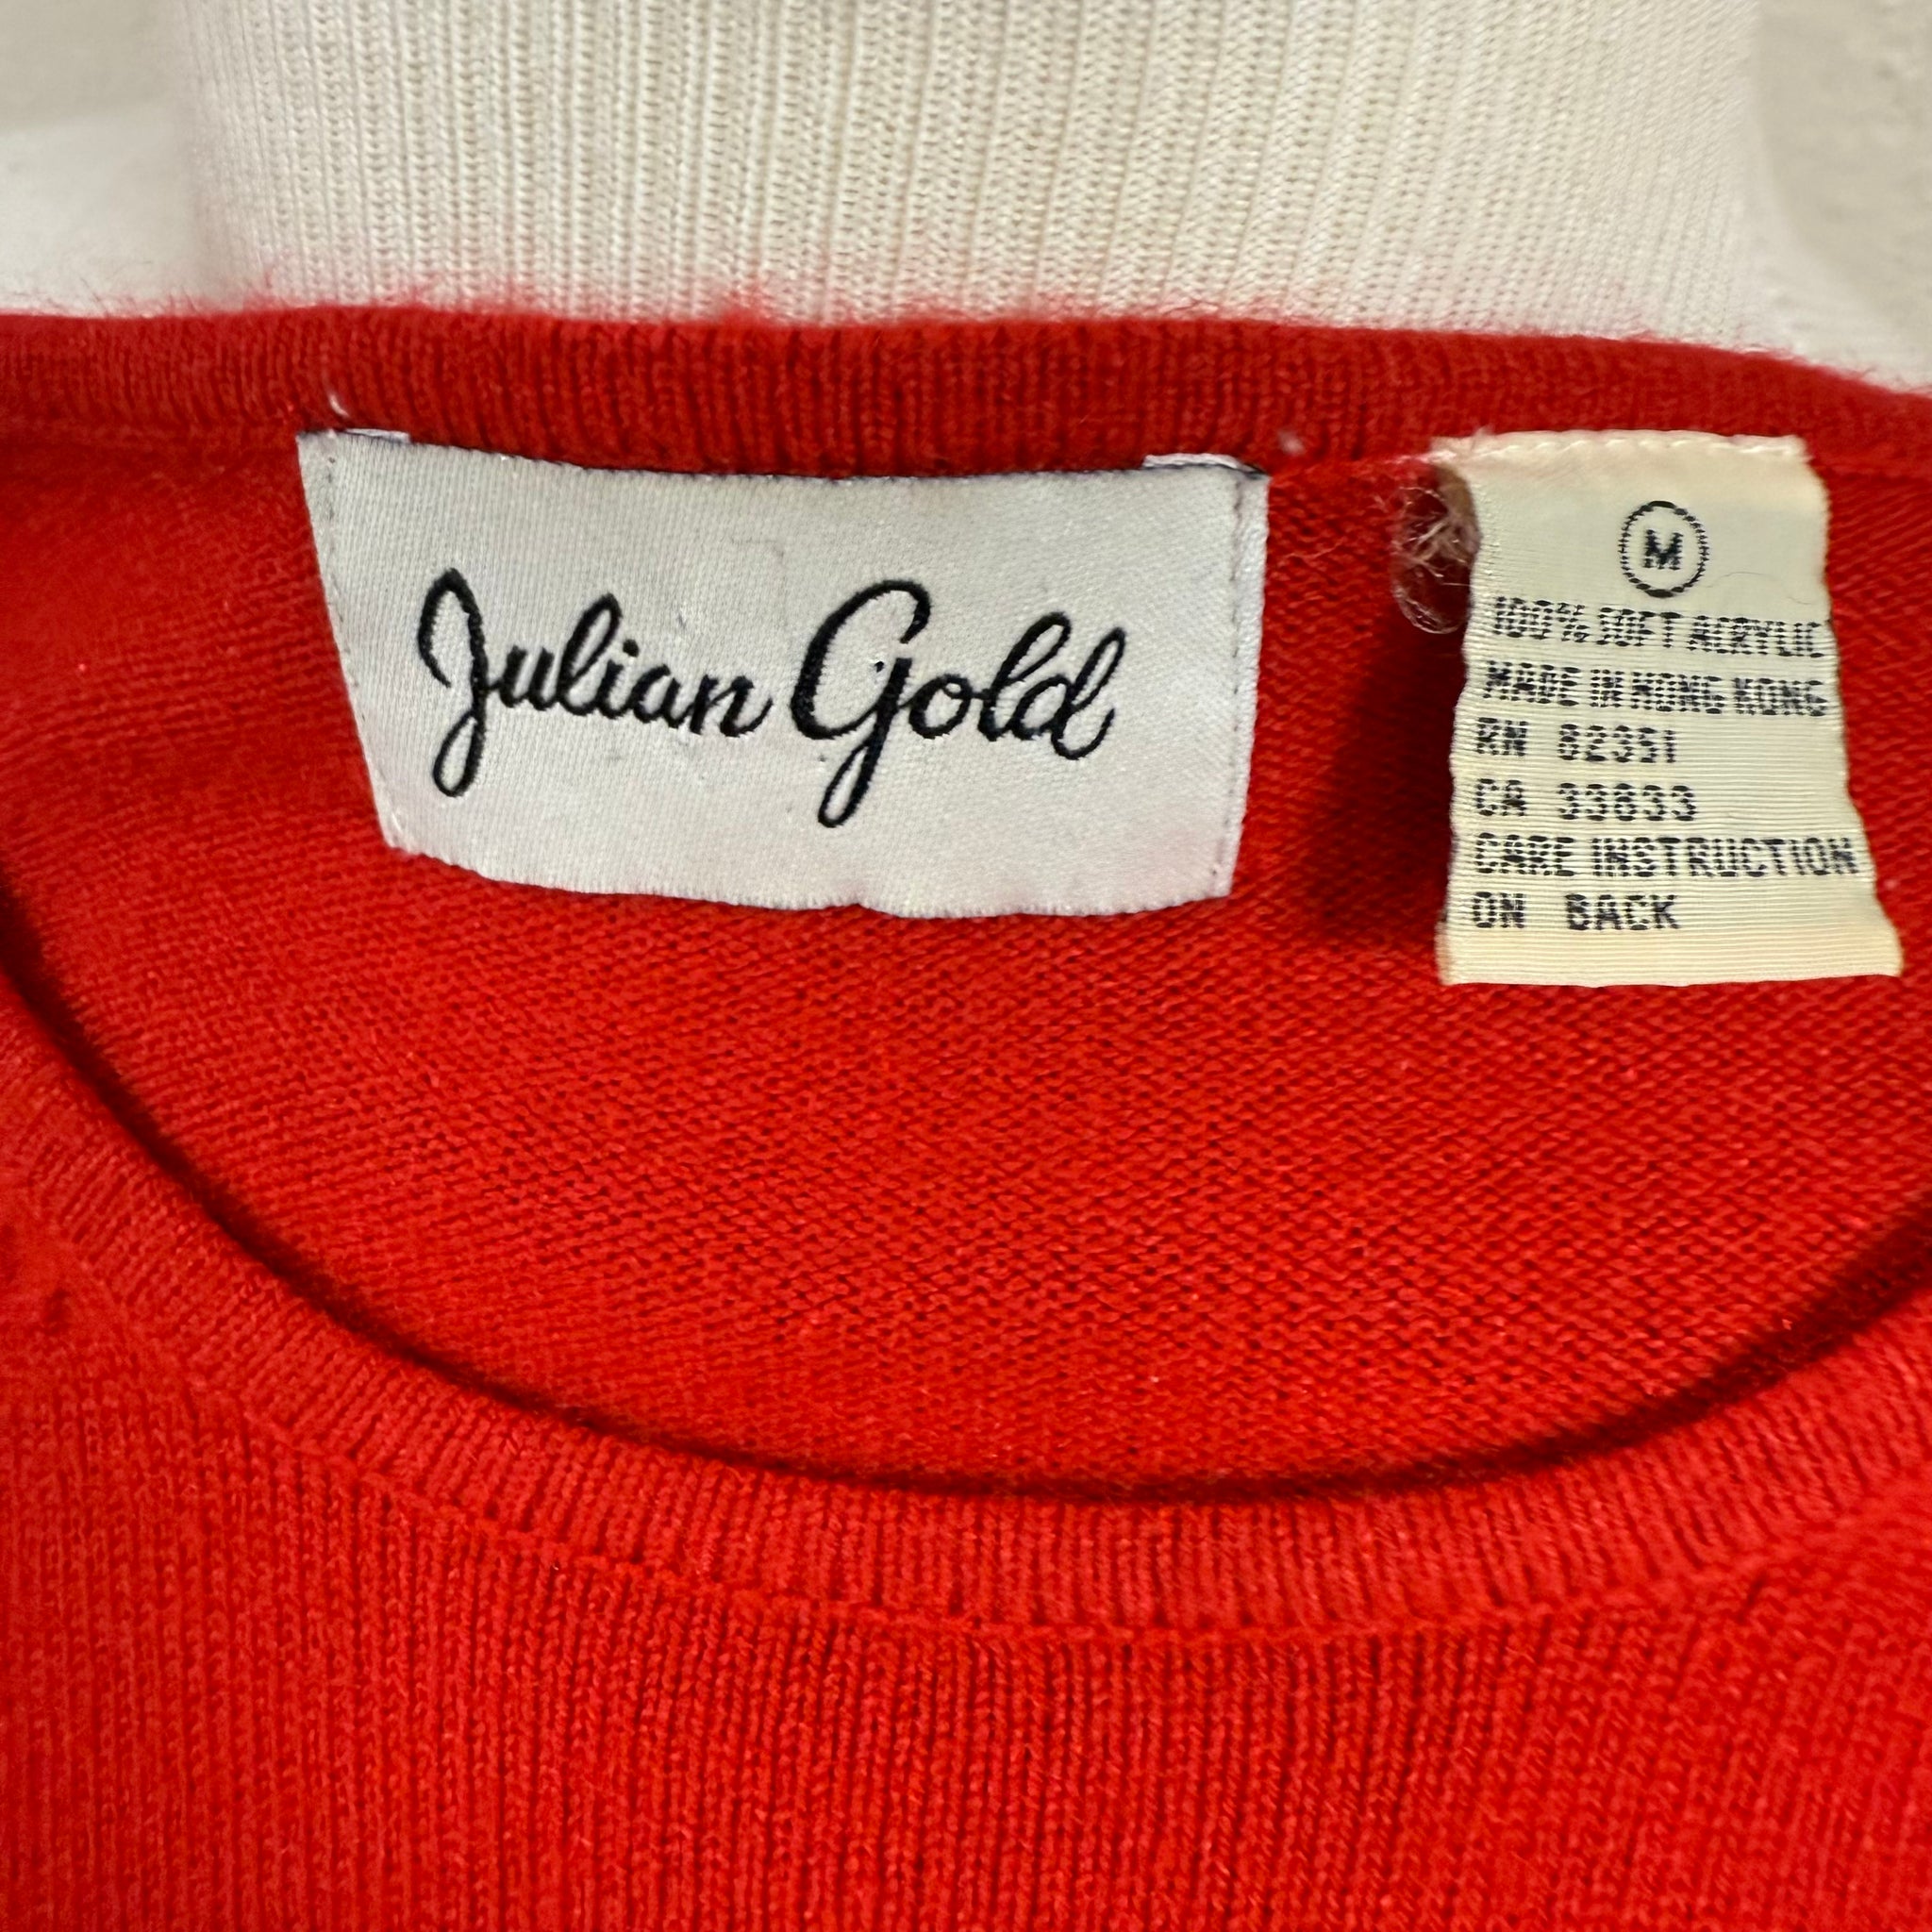 Julian Gold
M
100% SOFT ACRYLIC
MADE IN HONG KONG
RN 82351
CA 33833
CARE INSTRUCTION
ON BACK